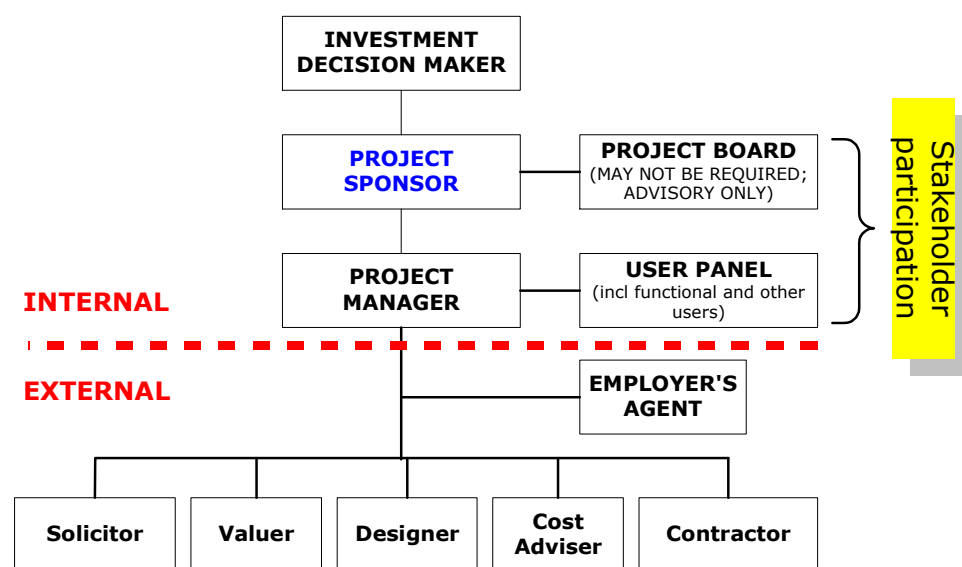 INVESTMENT
DECISION MAKER
PROJECT
SPONSOR
PROJECT BOARD
(MAY NOT BE REQUIRED;
ADVISORY ONLY)
Stakeholder
participation
PROJECT
MANAGER
USER PANEL
(incl functional and other
users)
INTERNAL
EXTERNAL
EMPLOYER'S
AGENT
Solicitor
Valuer
Designer
Cost
Adviser
Contractor